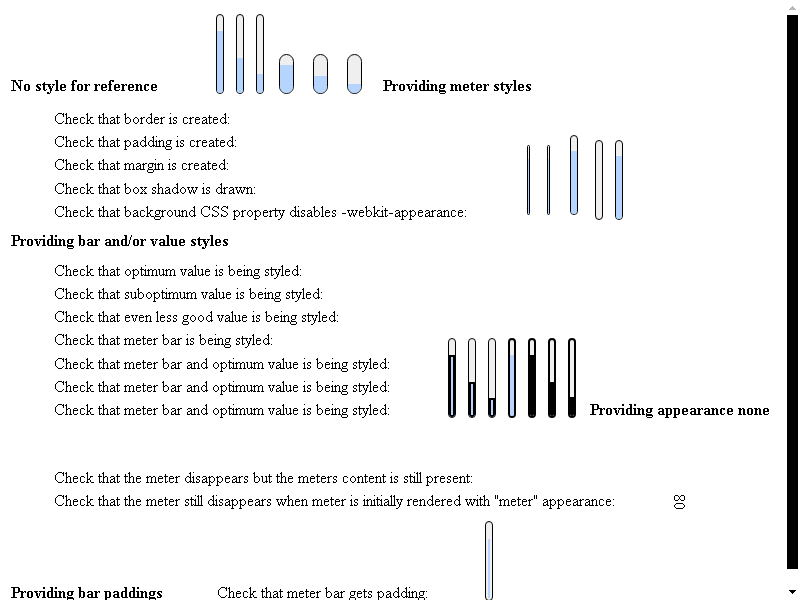 No style for reference
Providing meter styles
Check that border is created:
Check that padding is created:
Check that margin is created:
Check that box shadow is drawn:
Check that background CSS property disables -webkit-appearance:
Providing bar and/or value styles
Check that optimum value is being styled:
Check that suboptimum value is being styled:
Check that even less good value is being styled:
Check that meter bar is being styled:
Check that meter bar and optimum value is being styled:
Check that meter bar and optimum value is being styled:
Check that meter bar and optimum value is being styled:
Providing appearance none
Check that the meter disappears but the meters content is still present:
Check that the meter still disappears when meter is initially rendered with "meter" appearance:
80
Providing bar paddings
Check that meter bar gets padding: